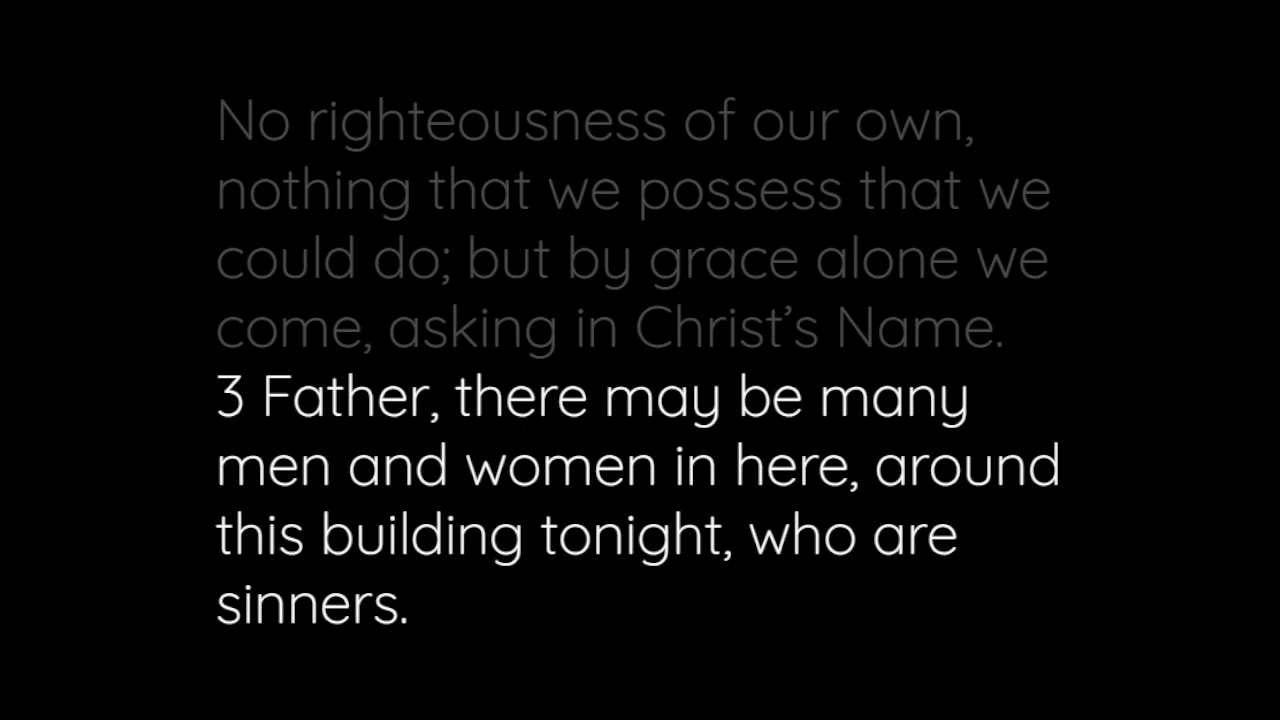 No righteousness of our own,
nothing that we possess that we
could do; but by grace alone we
come, asking in Christ’s Name.
3 Father, there may be many
men and women in here, around
this building tonight, who are
sinners.